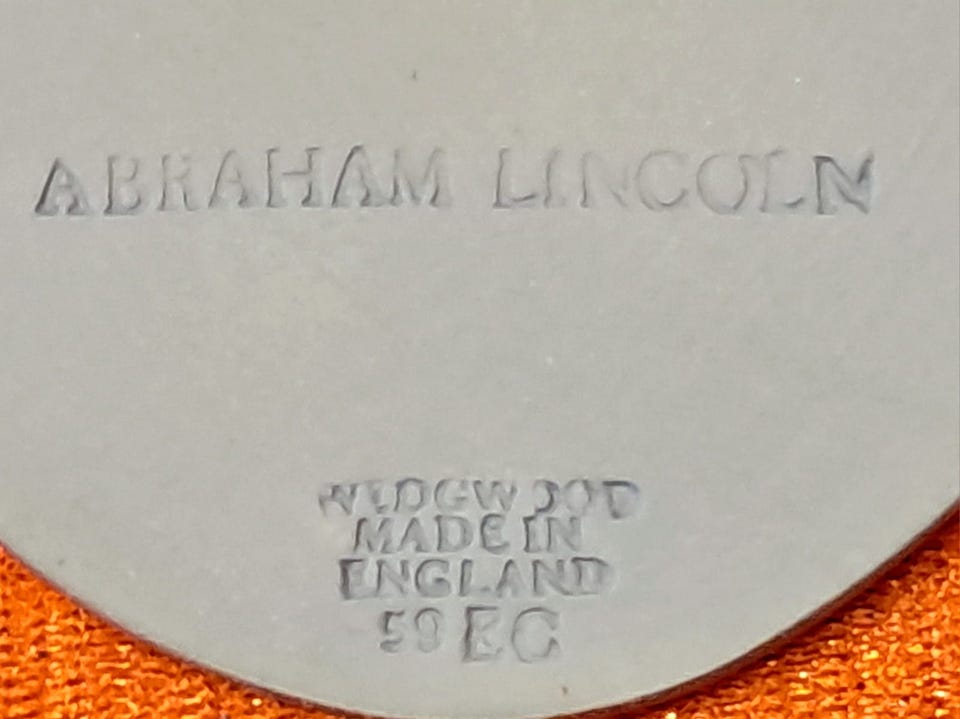 ABRAHAM LINCOLN
WEDGWOOD
MADE IN
ENGLAND
59 EC